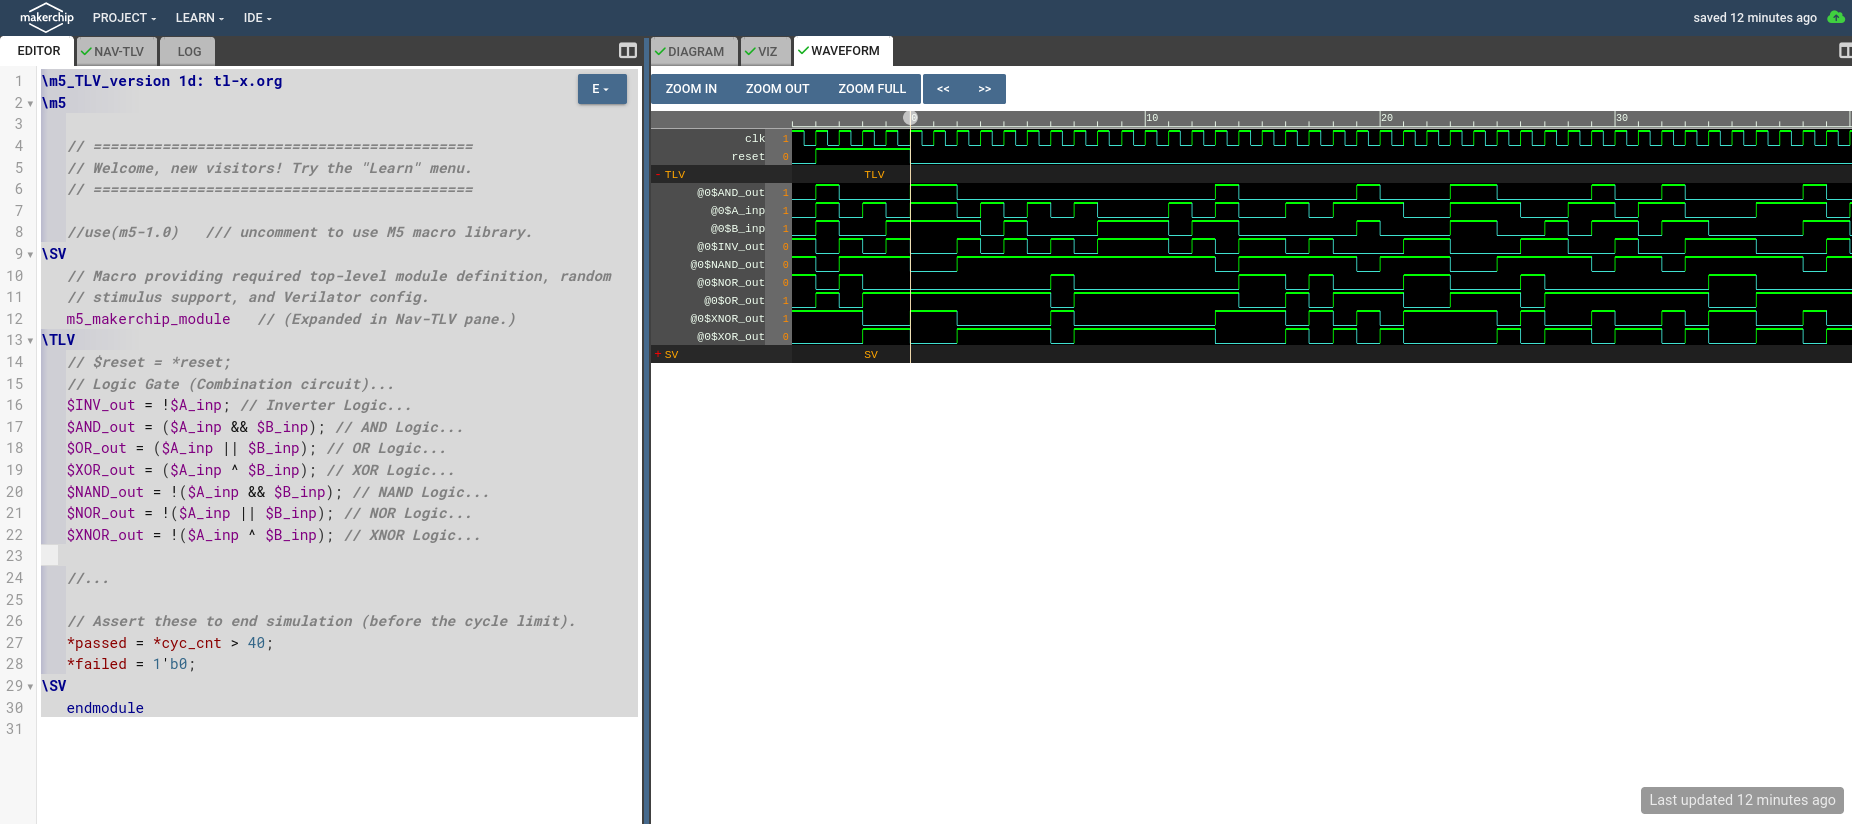 makerchip PROJECT LEARN IDE saved 12 minutes ago
EDITOR NAV-TLV LOG
1 \m5_TLV_version 1d: tl-x.org
E
2 \m5
3
4 // ============================================
5 // Welcome, new visitors! Try the "Learn" menu.
6 // ============================================
7
8 //use(m5-1.0) /// uncomment to use M5 macro library.
9 \SV
10 // Macro providing required top-level module definition, random
11 // stimulus support, and Verilator config.
12 m5_makerchip_module // (Expanded in Nav-TLV pane.)
13 \TLV
14 // $reset = *reset;
15 // Logic Gate (Combination circuit)...
16 $INV_out = !$A_inp; // Inverter Logic...
17 $AND_out = ($A_inp && $B_inp); // AND Logic...
18 $OR_out = ($A_inp || $B_inp); // OR Logic...
19 $XOR_out = ($A_inp ^ $B_inp); // XOR Logic...
20 $NAND_out = !($A_inp && $B_inp); // NAND Logic...
21 $NOR_out = !($A_inp || $B_inp); // NOR Logic...
22 $XNOR_out = !($A_inp ^ $B_inp); // XNOR Logic...
23
24 //...
25
26 // Assert these to end simulation (before the cycle limit).
27 *passed = *cyc_cnt > 40;
28 *failed = 1'b0;
29 \SV
30 endmodule
31
DIAGRAM VIZ WAVEFORM
ZOOM IN ZOOM OUT ZOOM FULL << >>
0 10 20 30
clk 1
reset 0
- TLV TLV
@0$AND_out 1
@0$A_inp 1
@0$B_inp 1
@0$INV_out 0
@0$NAND_out 0
@0$NOR_out 0
@0$OR_out 1
@0$XNOR_out 1
@0$XOR_out 0
+ SV SV
Last updated 12 minutes ago